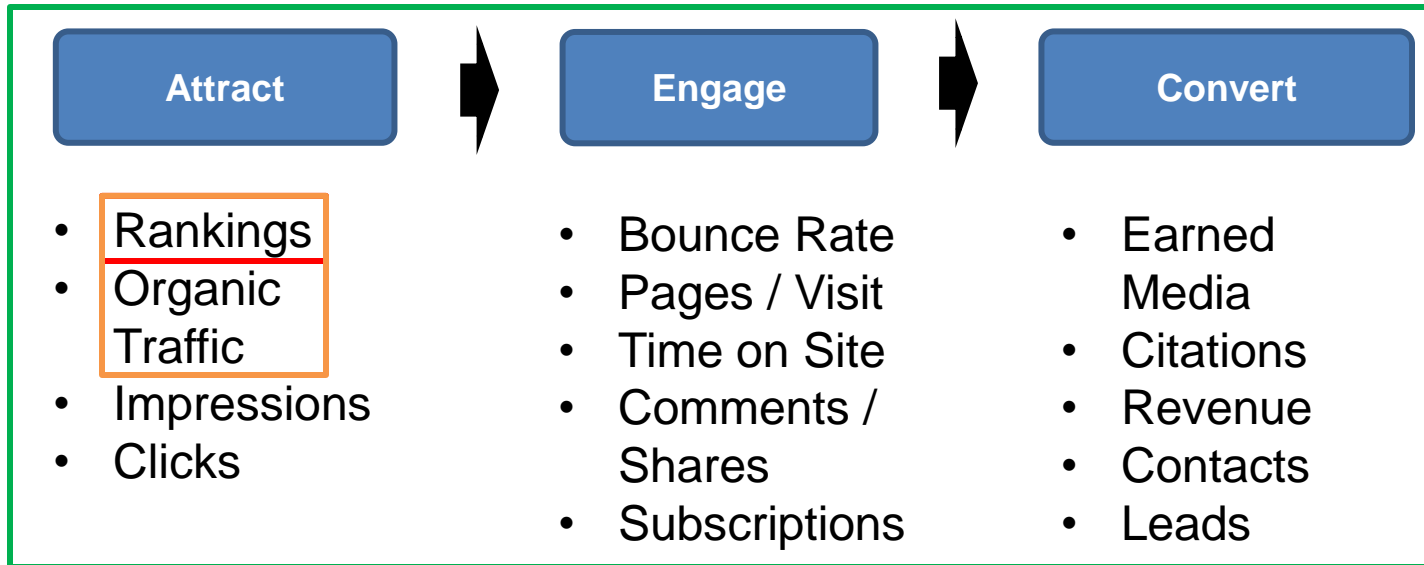 Attract
Engage
Convert
• Rankings
• Organic
Traffic
• Impressions
• Clicks
• Bounce Rate
• Pages / Visit
• Time on Site
• Comments /
Shares
• Subscriptions
• Earned
Media
• Citations
• Revenue
• Contacts
• Leads